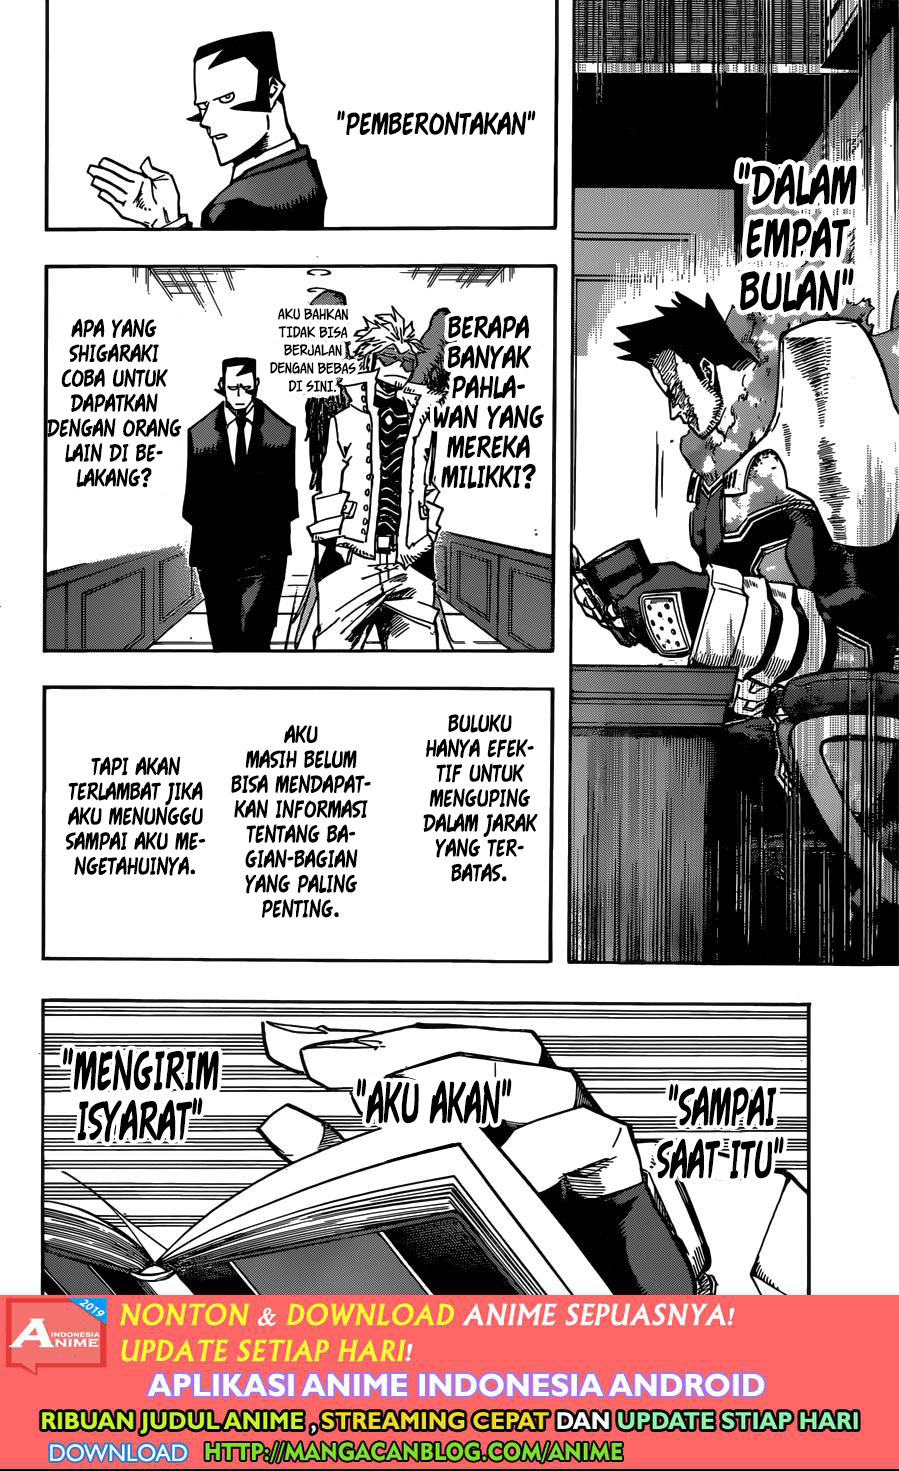 "DALAM
EMPAT
BULAN"
"PEMBERONTAKAN"
BERAPA
BANYAK
PAHLA-
WAN YANG
MEREKA
MILIKKI?
AKU BAHKAN
TIDAK BISA
BERJALAN
DENGAN BEBAS
DI SINI.
APA YANG
SHIGARAKI
COBA UNTUK
DAPATKAN
DENGAN ORANG
LAIN DI BE-
LAKANG?
BULUKU
HANYA EFEK-
TIF UNTUK
MENGUPING
DALAM JARAK
YANG TER-
BATAS.
AKU
MASIH BELUM
BISA MENDAPAT-
KAN INFORMASI
TENTANG BA-
GIAN-BAGIAN
YANG PALING
PENTING.
TAPI AKAN
TERLAMBAT JIKA
AKU MENUNGGU
SAMPAI AKU ME-
NGETAHUINYA.
"SAMPAI
SAAT ITU"
"AKU AKAN"
"MENGIRIM
ISYARAT"
2019
A INDONESIA
ANIME
NONTON & DOWNLOAD ANIME SEPUASNYA!
UPDATE SETIAP HARI!
APLIKASI ANIME INDONESIA ANDROID
RIBUAN JUDUL ANIME , STREAMING CEPAT DAN UPDATE STIAP HARI
DOWNLOAD HTTP://MANGACANBLOG.COM/ANIME